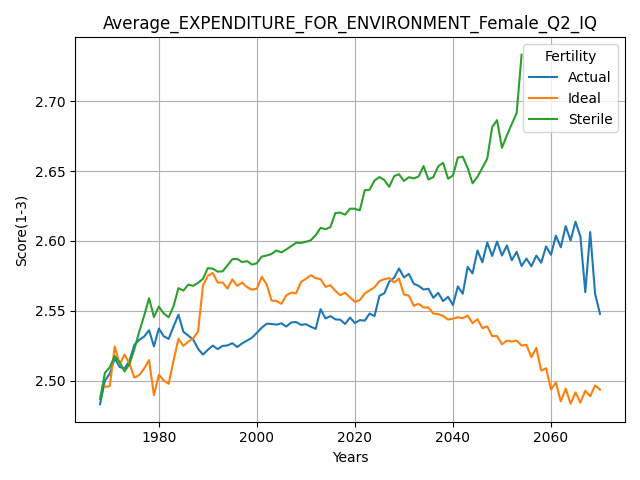 Average_EXPENDITURE_FOR_ENVIRONMENT_Female_Q2_IQ
Fertility
Actual
Ideal
Sterile
Score(1-3)
2.70
2.65
2.60
2.55
2.50
1980 2000 2020 2040 2060
Years